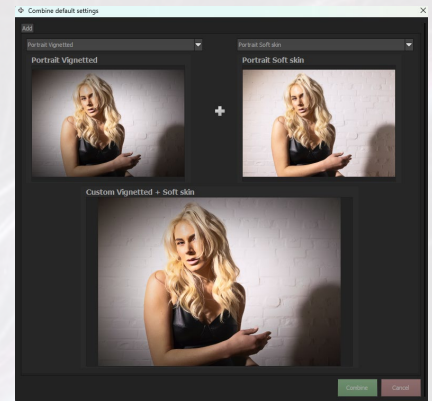 Combine default settings
Add
Portrait Vignetted
Portrait Soft skin
Portrait Vignetted
Portrait Soft skin
Custom Vignetted + Soft skin
Combine
Cancel